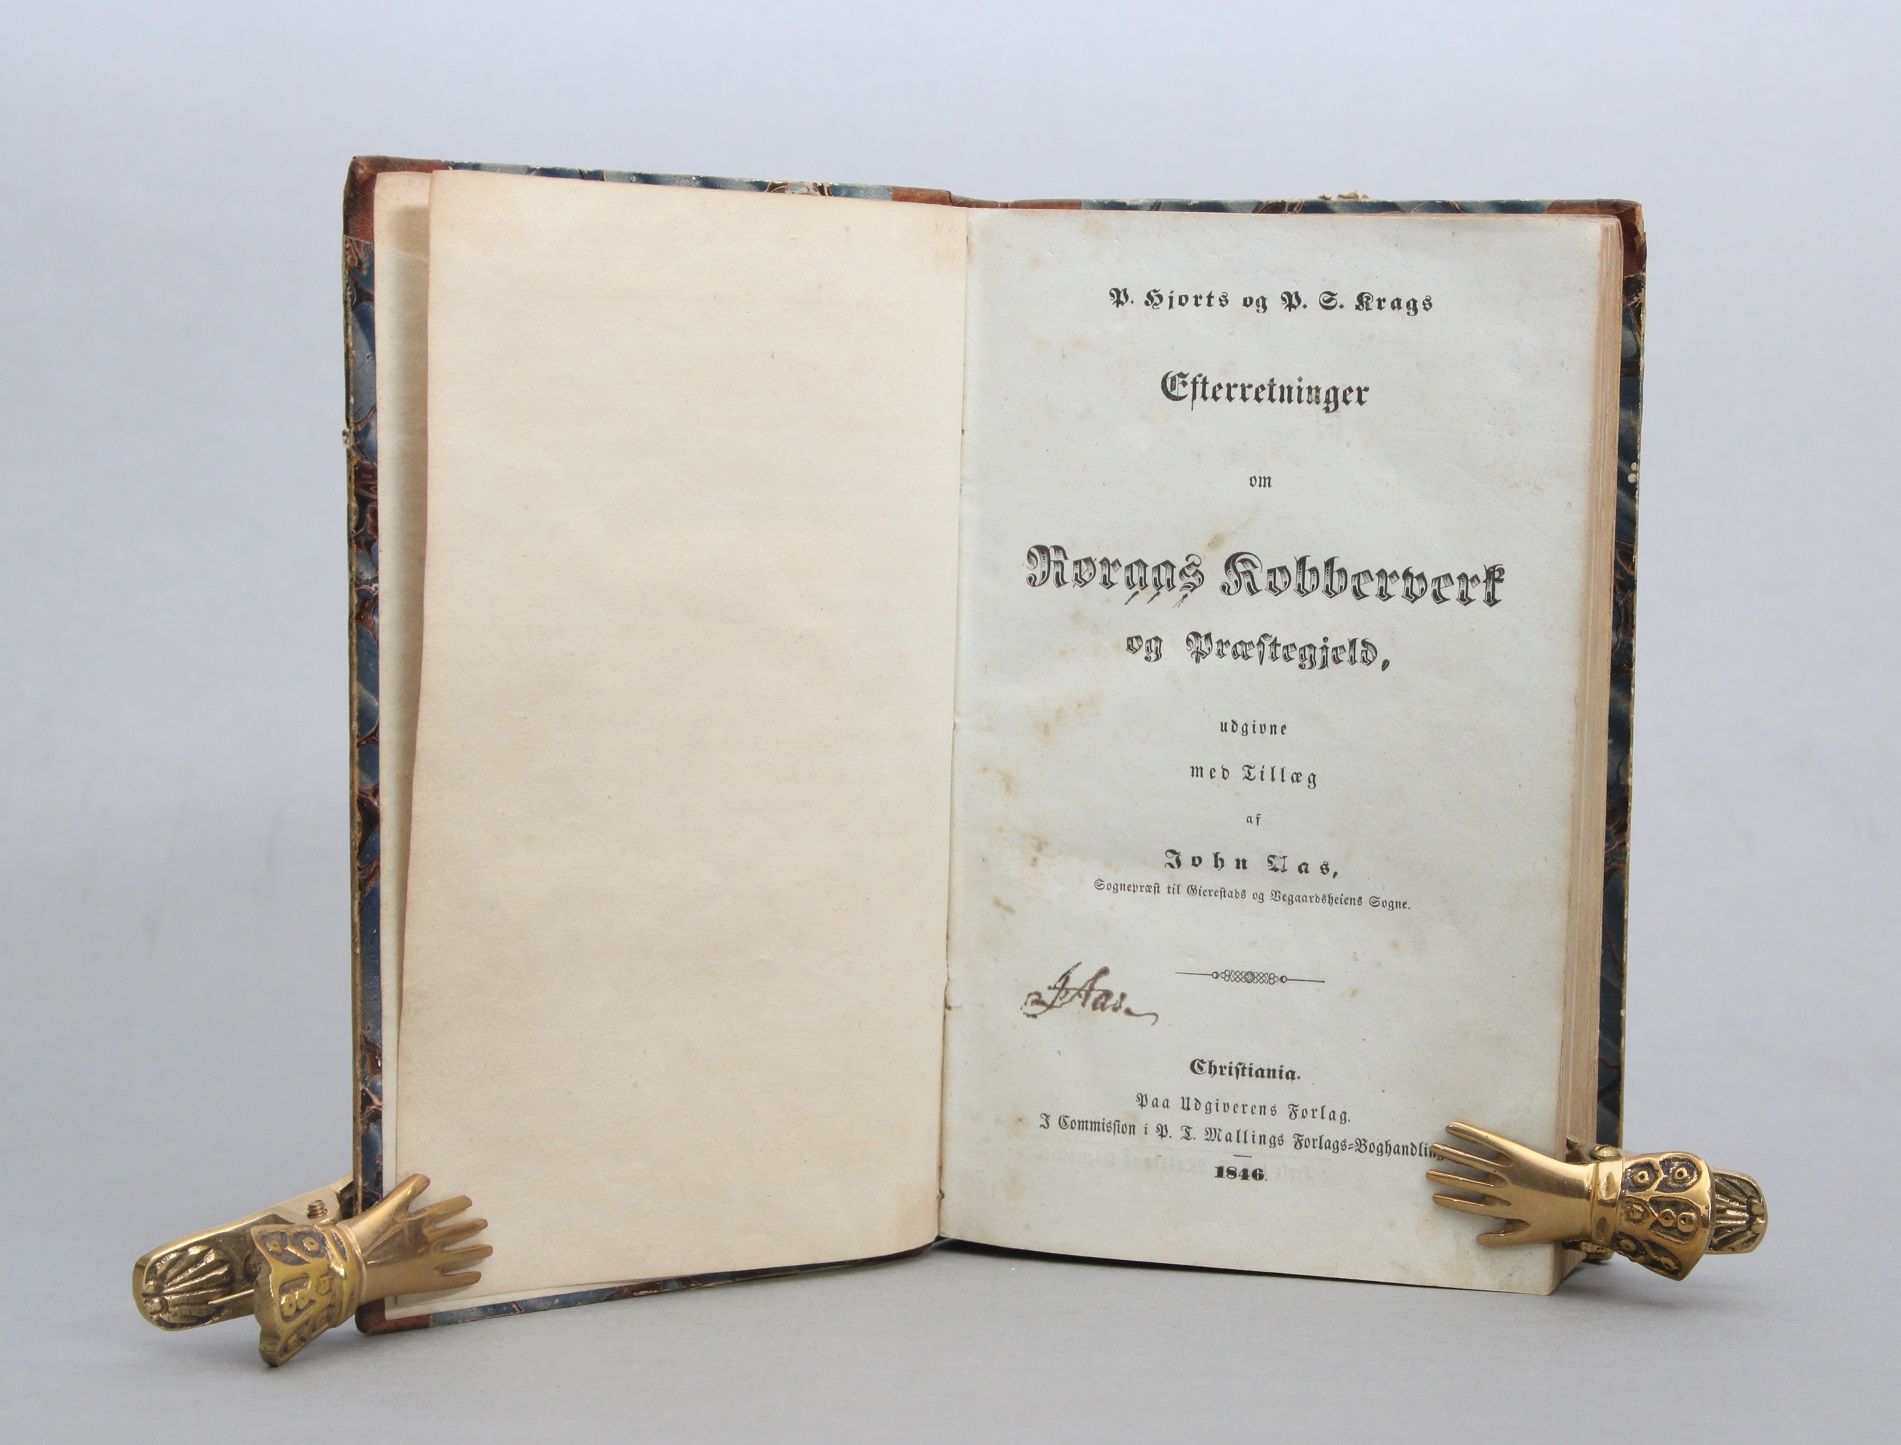 P. Hjorts og P. S. Krags
Efterretninger
om
Røraas Kobberverk
og Præstegjeld,
udgivne
med Tillæg
af
John Aas,
Sognepræst til Gierestads og Vegaardsheiens Sogne.
JAas.
Christiania.
Paa Udgiverens Forlag.
I Commission i P. T. Mallings Forlags-Boghandling
1846.